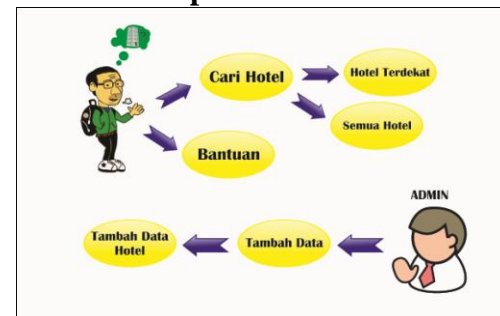 Cari Hotel
Hotel Terdekat
Semua Hotel
Bantuan
ADMIN
Tambah Data
Hotel
Tambah Data